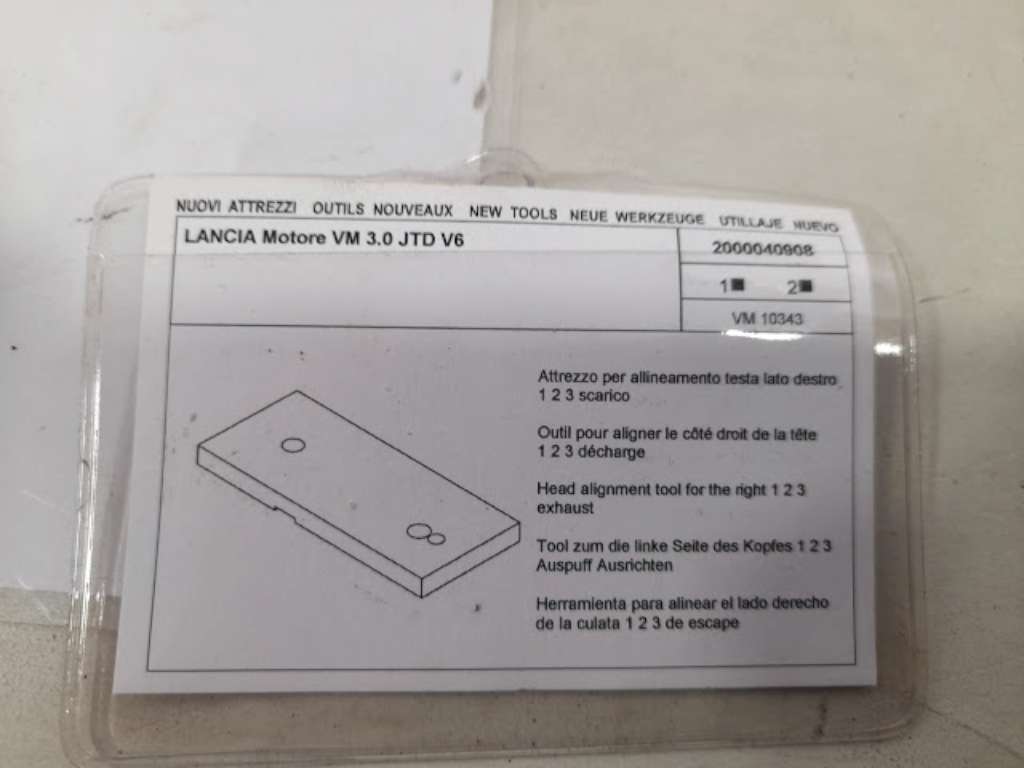 NUOVI ATTREZZI OUTILS NOUVEAUX NEW TOOLS NEUE WERKZEUGE UTILLAJE NUEVO
LANCIA Motore VM 3.0 JTD V6
2000040908
1■ 2■
VM 10343
Attrezzo per allineamento testa lato destro
1 2 3 scarico
Outil pour aligner le côté droit de la tête
1 2 3 décharge
Head alignment tool for the right 1 2 3
exhaust
Tool zum die linke Seite des Kopfes 1 2 3
Auspuff Ausrichten
Herramienta para alinear el lado derecho
de la culata 1 2 3 de escape